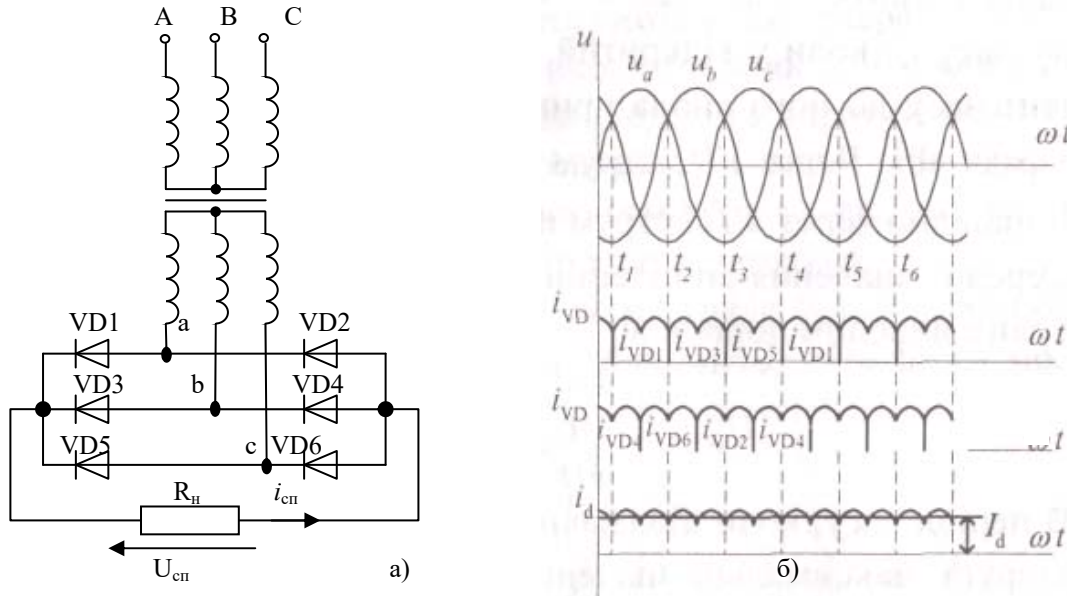 A B C
a
VD1 VD2
b
VD3 VD4
c
VD5 VD6
Rн iсп
Uсп
а)
u
ua ub uc
ωt
t1 t2 t3 t4 t5 t6
iVD
iVD1 iVD3 iVD5 iVD1
ωt
iVD
iVD4 iVD6 iVD2 iVD4
ωt
id
Id
ωt
б)